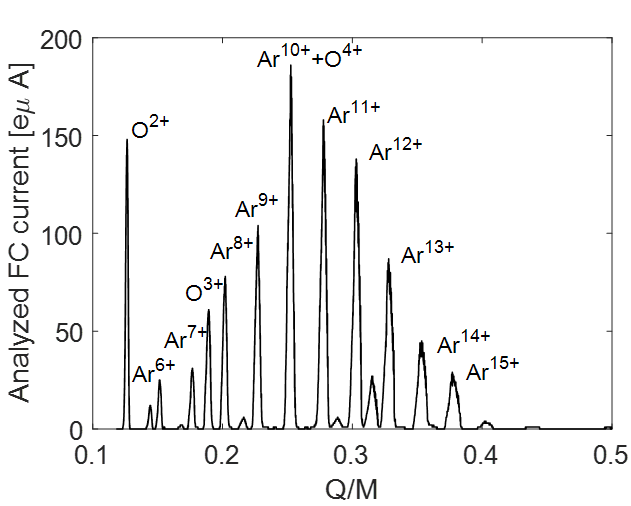 200
150
100
50
0
0.1
0.2
0.3
0.4
0.5
Q/M
Analyzed FC current [eμ A]
O²⁺
Ar⁶⁺
Ar⁷⁺
O³⁺
Ar⁸⁺
Ar⁹⁺
Ar¹⁰⁺+O⁴⁺
Ar¹¹⁺
Ar¹²⁺
Ar¹³⁺
Ar¹⁴⁺
Ar¹⁵⁺